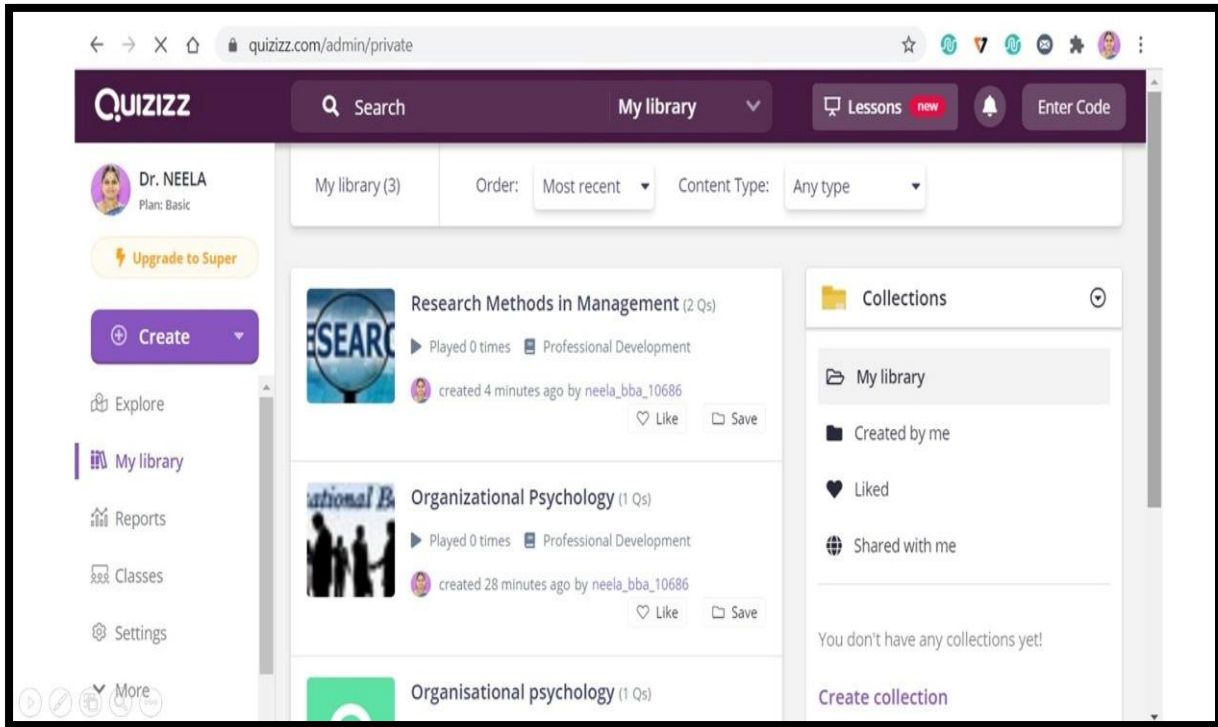 quizizz.com/admin/private
QUIZIZZ
Search My library
Lessons new
Enter Code
Dr. NEELA
Plan: Basic
Upgrade to Super
Create
Explore
My library
Reports
Classes
Settings
More
My library (3) Order: Most recent Content Type: Any type
ESEARC
Research Methods in Management (2 Qs)
Played 0 times Professional Development
created 4 minutes ago by neela_bba_10686
Like Save
ational B
Organizational Psychology (1 Qs)
Played 0 times Professional Development
created 28 minutes ago by neela_bba_10686
Like Save
Organisational psychology (1 Qs)
Collections
My library
Created by me
Liked
Shared with me
You don't have any collections yet!
Create collection